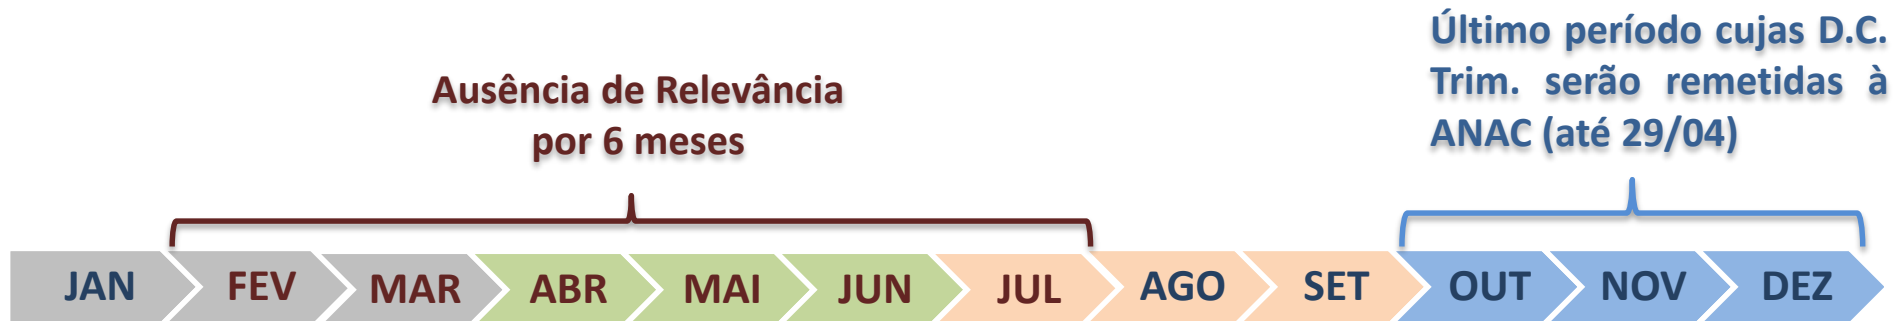 Último período cujas D.C.
Trim. serão remetidas à
ANAC (até 29/04)
Ausência de Relevância
por 6 meses
JAN FEV MAR ABR MAI JUN JUL AGO SET OUT NOV DEZ